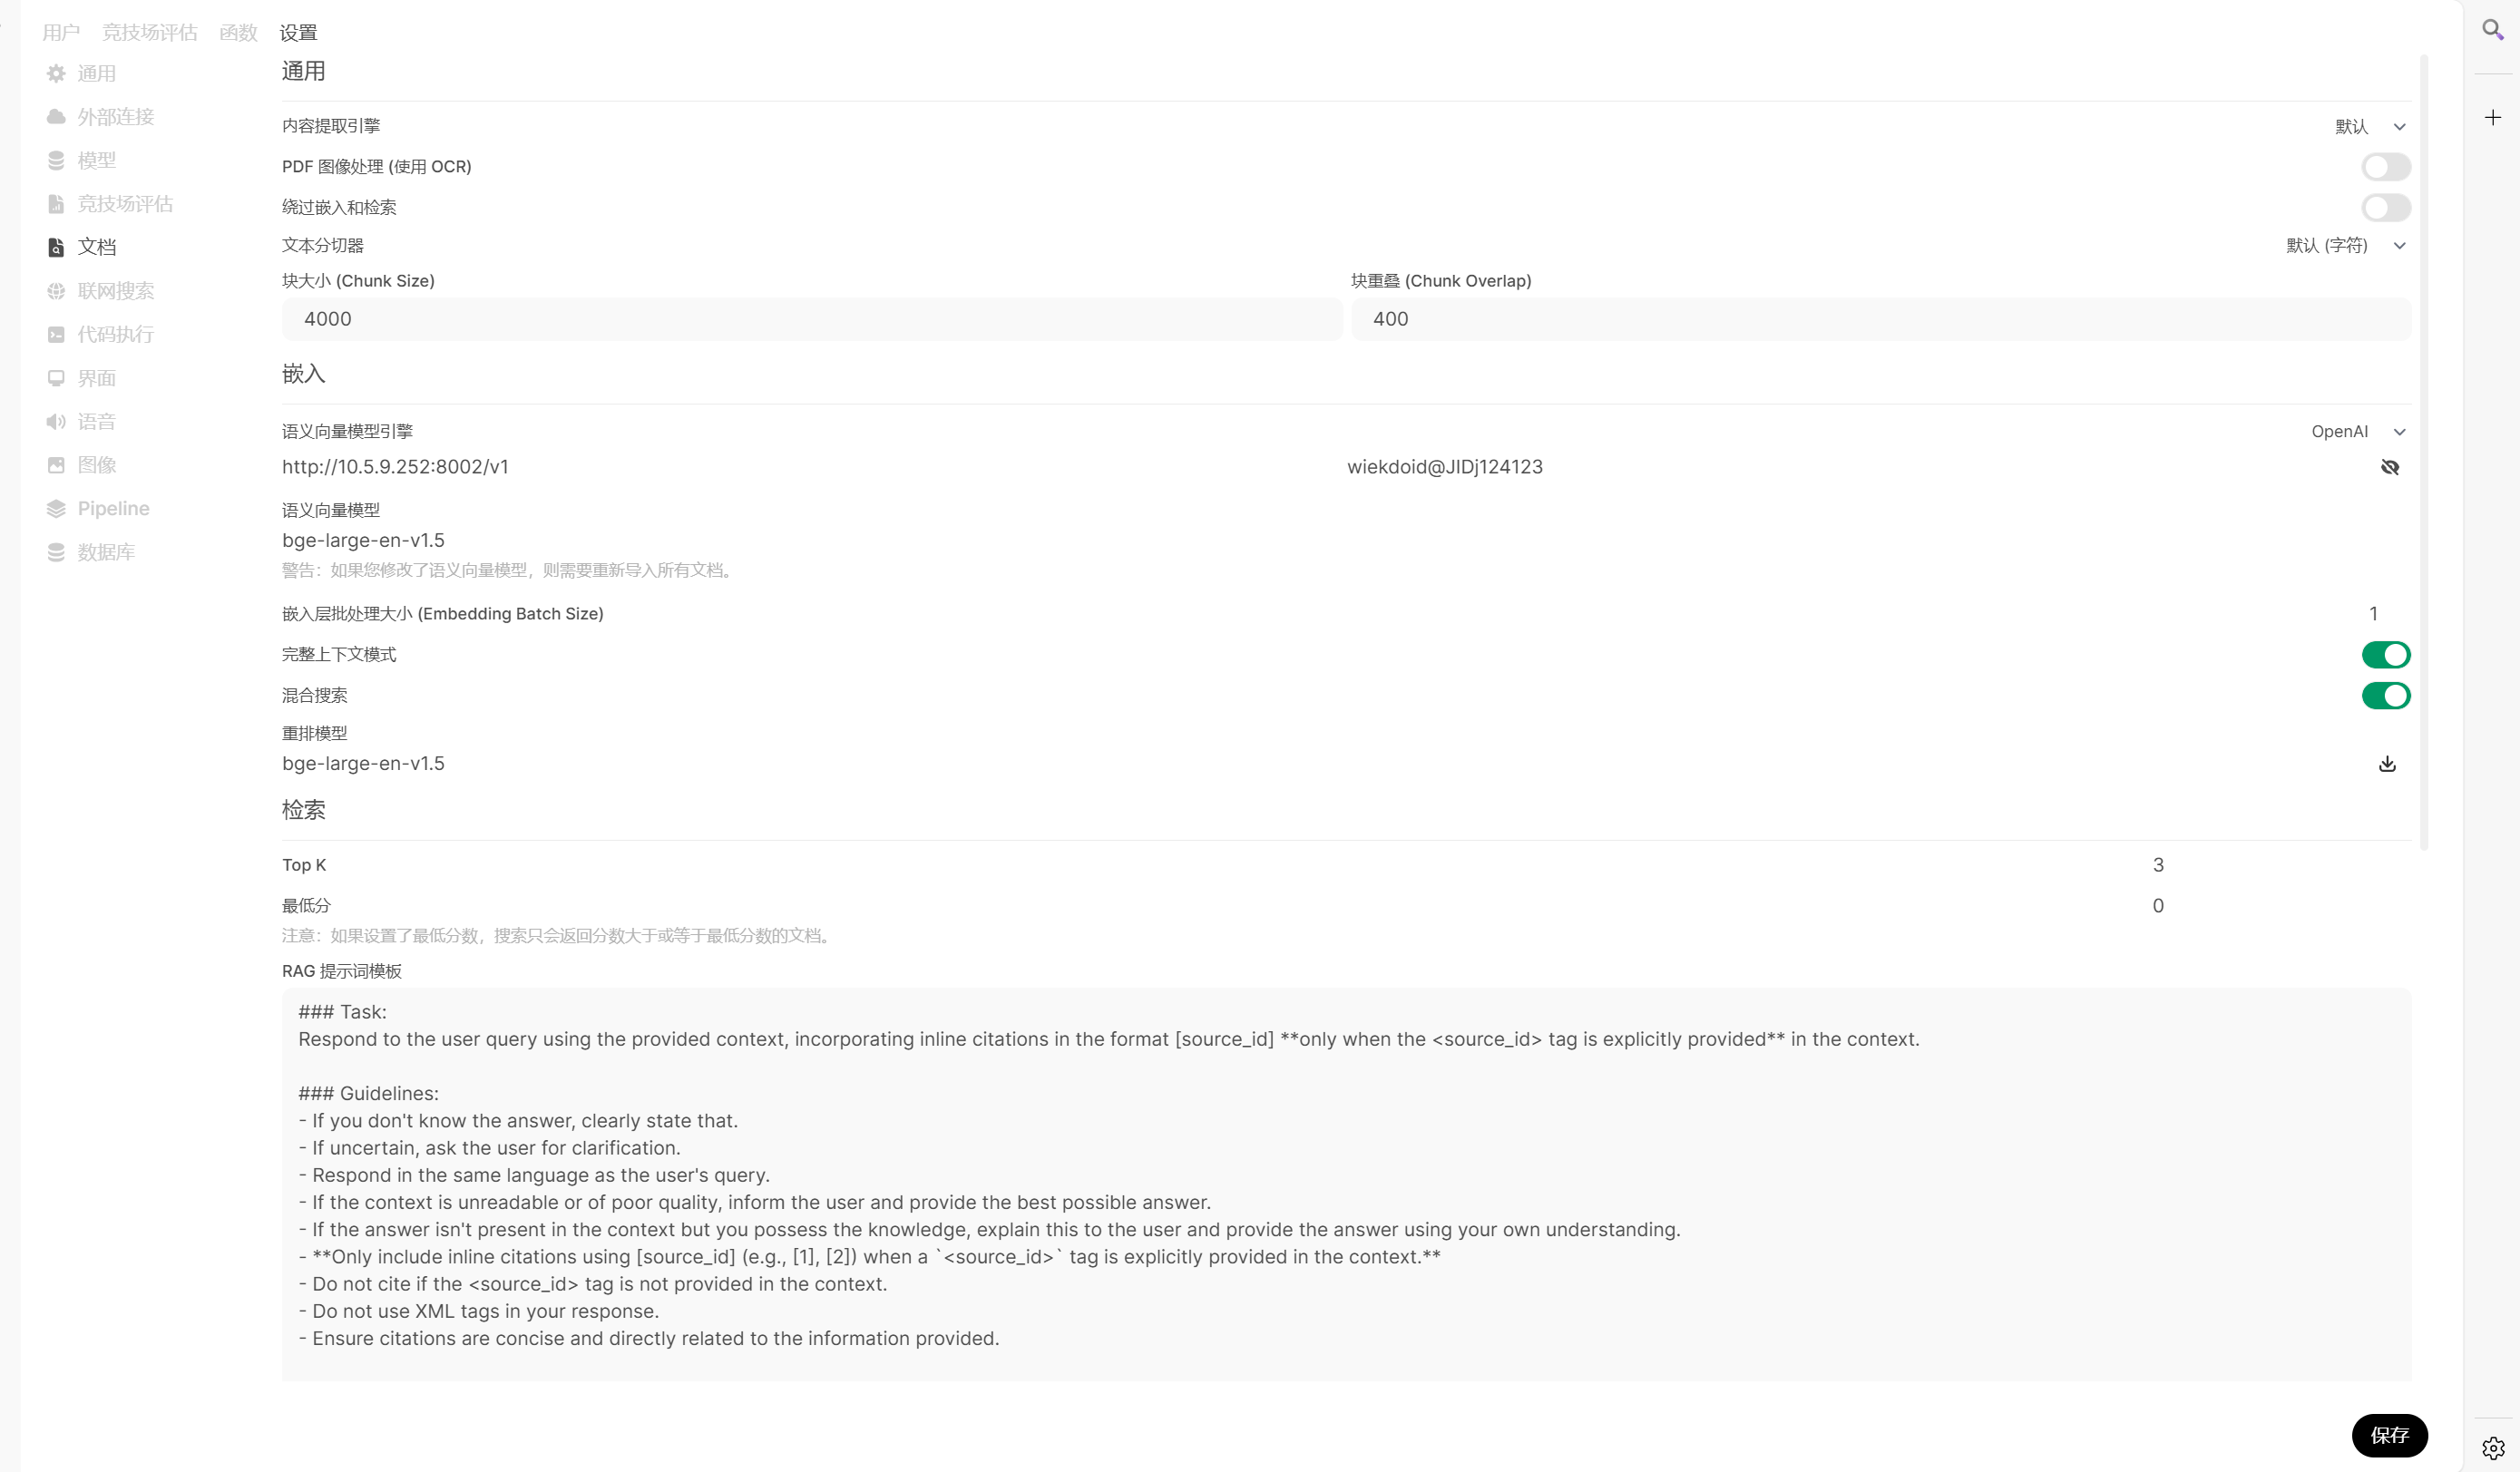 用户 竞技场评估 函数 设置
通用
外部连接
模型
竞技场评估
文档
联网搜索
代码执行
界面
语音
图像
Pipeline
数据库
通用
内容提取引擎 默认
PDF 图像处理 (使用 OCR)
绕过嵌入和检索
文本分切器 默认 (字符)
块大小 (Chunk Size) 块重叠 (Chunk Overlap)
4000 400
嵌入
语义向量模型引擎 OpenAI
http://10.5.9.252:8002/v1 wiekdoid@JIDj124123
语义向量模型
bge-large-en-v1.5
警告：如果您修改了语义向量模型，则需要重新导入所有文档。
嵌入层批处理大小 (Embedding Batch Size) 1
完整上下文模式
混合搜索
重排模型
bge-large-en-v1.5
检索
Top K 3
最低分 0
注意：如果设置了最低分数，搜索只会返回分数大于或等于最低分数的文档。
RAG 提示词模板
### Task:
Respond to the user query using the provided context, incorporating inline citations in the format [source_id] **only when the <source_id> tag is explicitly provided** in the context.
### Guidelines:
- If you don't know the answer, clearly state that.
- If uncertain, ask the user for clarification.
- Respond in the same language as the user's query.
- If the context is unreadable or of poor quality, inform the user and provide the best possible answer.
- If the answer isn't present in the context but you possess the knowledge, explain this to the user and provide the answer using your own understanding.
- **Only include inline citations using [source_id] (e.g., [1], [2]) when a `<source_id>` tag is explicitly provided in the context.**
- Do not cite if the <source_id> tag is not provided in the context.
- Do not use XML tags in your response.
- Ensure citations are concise and directly related to the information provided.
保存